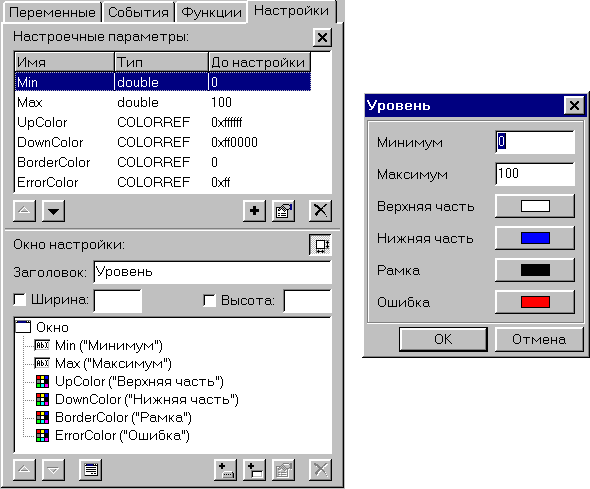 Переменные События Функции Настройки
Настроечные параметры:
Имя Тип До настройки
Min double 0
Max double 100
UpColor COLORREF 0xffffff
DownColor COLORREF 0xff0000
BorderColor COLORREF 0
ErrorColor COLORREF 0xff
Окно настройки:
Заголовок: Уровень
Ширина: Высота:
Окно
Min ("Минимум")
Max ("Максимум")
UpColor ("Верхняя часть")
DownColor ("Нижняя часть")
BorderColor ("Рамка")
ErrorColor ("Ошибка")
Уровень
Минимум 0
Максимум 100
Верхняя часть
Нижняя часть
Рамка
Ошибка
OK Отмена